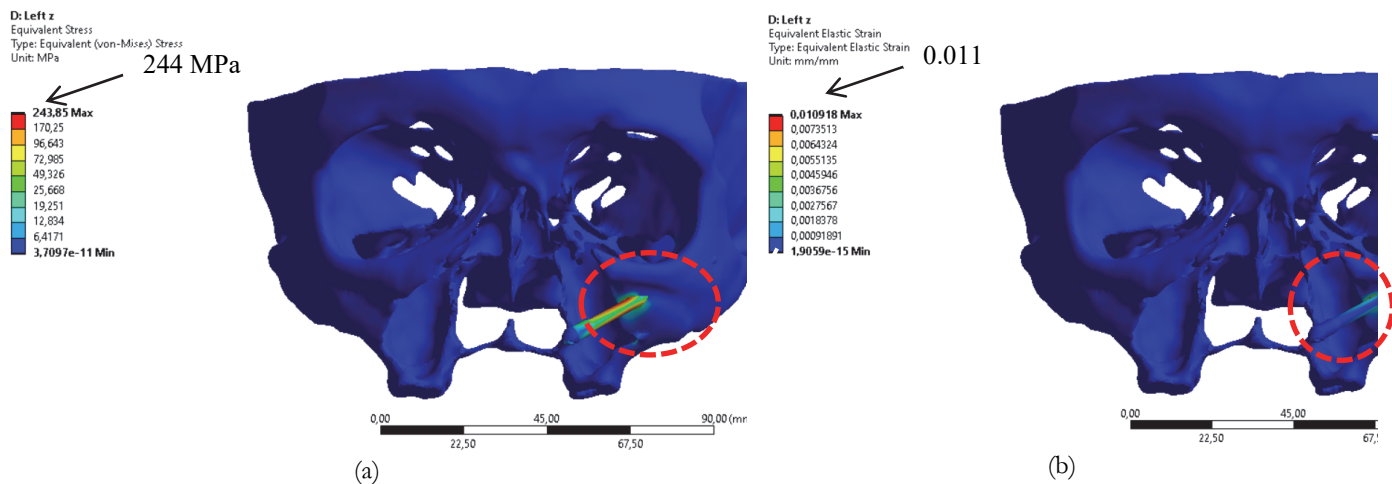 D: Left z
Equivalent Stress
Type: Equivalent (von-Mises) Stress
Unit: MPa
244 MPa
243,85 Max
170,25
96,643
72,985
49,326
25,668
19,251
12,834
6,4171
3,7097e-11 Min
0,00
45,00
90,00 (mm
22,50
67,50
(a)
D: Left z
Equivalent Elastic Strain
Type: Equivalent Elastic Strain
Unit: mm/mm
0.011
0,010918 Max
0,0073513
0,0064324
0,0055135
0,0045946
0,0036756
0,0027567
0,0018378
0,00091891
1,9059e-15 Min
0,00
45,00
22,50
67,5
(b)